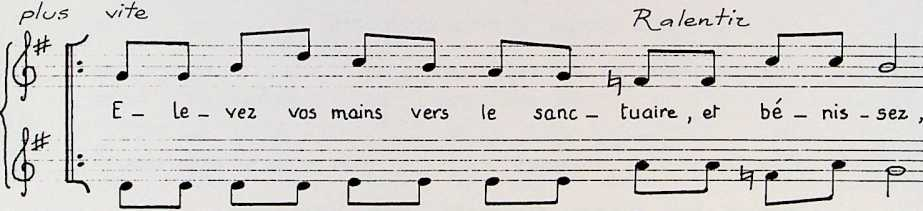 plus vite Ralentir
E - le - vez vos mains vers le sanc - tuaire, et bé - nis - sez,